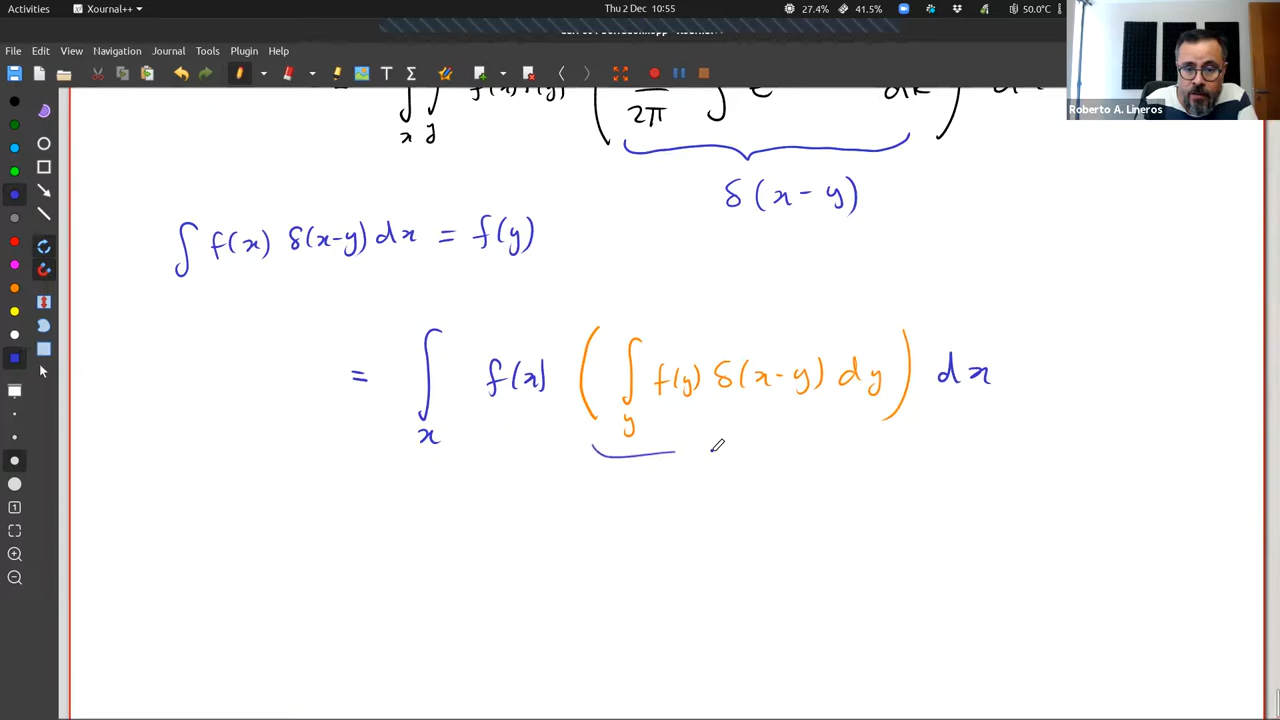 Activities Xournal++ Thu 2 Dec 10:55 27.4% 41.5% 50.0°C
File Edit View Navigation Journal Tools Plugin Help
Roberto A. Lineros
∫ ∫ 2π ∫ e dk
x y
δ(x-y)
∫ f(x) δ(x-y) dx = f(y)
= ∫ f(x) ( ∫ f(y) δ(x-y) dy ) dx
x y